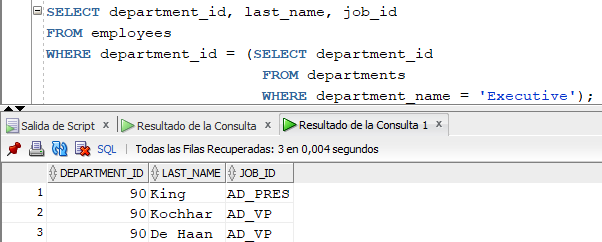 SELECT department_id, last_name, job_id
FROM employees
WHERE department_id = (SELECT department_id
FROM departments
WHERE department_name = 'Executive');
Salida de Script x Resultado de la Consulta x Resultado de la Consulta 1 x
SQL | Todas las Filas Recuperadas: 3 en 0,004 segundos
DEPARTMENT_ID LAST_NAME JOB_ID
1 90 King AD_PRES
2 90 Kochhar AD_VP
3 90 De Haan AD_VP